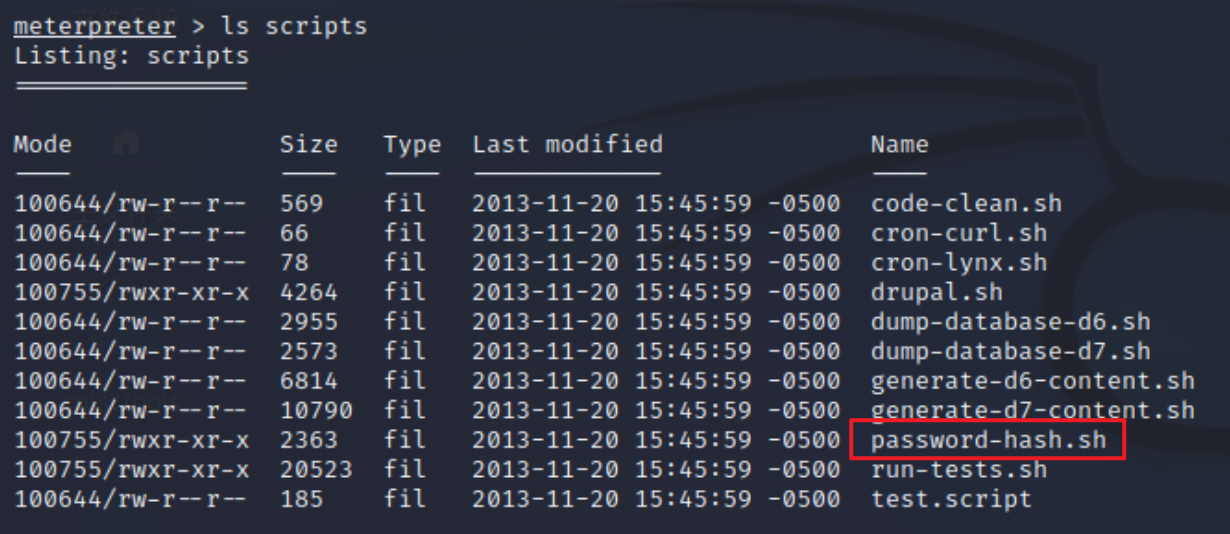 meterpreter > ls scripts
Listing: scripts
Mode Size Type Last modified Name
100644/rw-r--r-- 569 fil 2013-11-20 15:45:59 -0500 code-clean.sh
100644/rw-r--r-- 66 fil 2013-11-20 15:45:59 -0500 cron-curl.sh
100644/rw-r--r-- 78 fil 2013-11-20 15:45:59 -0500 cron-lynx.sh
100755/rwxr-xr-x 4264 fil 2013-11-20 15:45:59 -0500 drupal.sh
100644/rw-r--r-- 2955 fil 2013-11-20 15:45:59 -0500 dump-database-d6.sh
100644/rw-r--r-- 2573 fil 2013-11-20 15:45:59 -0500 dump-database-d7.sh
100644/rw-r--r-- 6814 fil 2013-11-20 15:45:59 -0500 generate-d6-content.sh
100644/rw-r--r-- 10790 fil 2013-11-20 15:45:59 -0500 generate-d7-content.sh
100755/rwxr-xr-x 2363 fil 2013-11-20 15:45:59 -0500 password-hash.sh
100755/rwxr-xr-x 20523 fil 2013-11-20 15:45:59 -0500 run-tests.sh
100644/rw-r--r-- 185 fil 2013-11-20 15:45:59 -0500 test.script